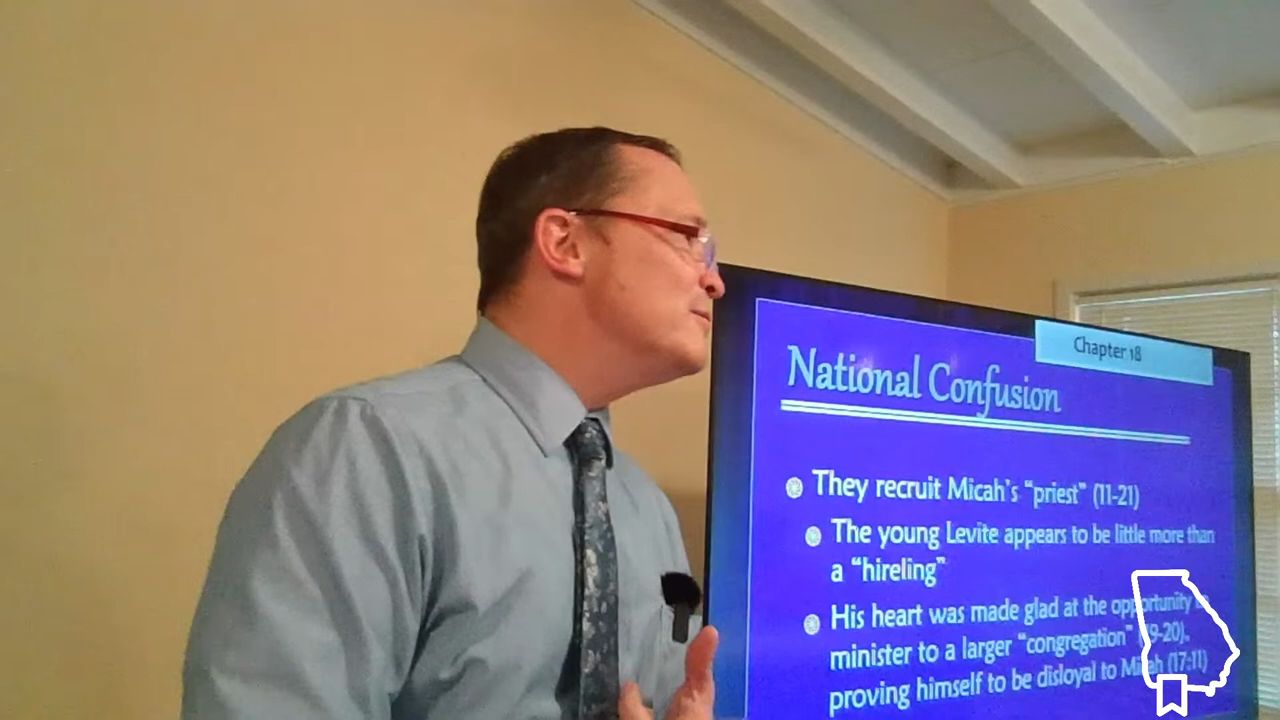 Chapter 18
National Confusion
They recruit Micah's "priest" (11-21)
The young Levite appears to be little more than
a "hireling"
His heart was made glad at the opportunity to
minister to a larger "congregation" (19-20),
proving himself to be disloyal to Micah (17:11)